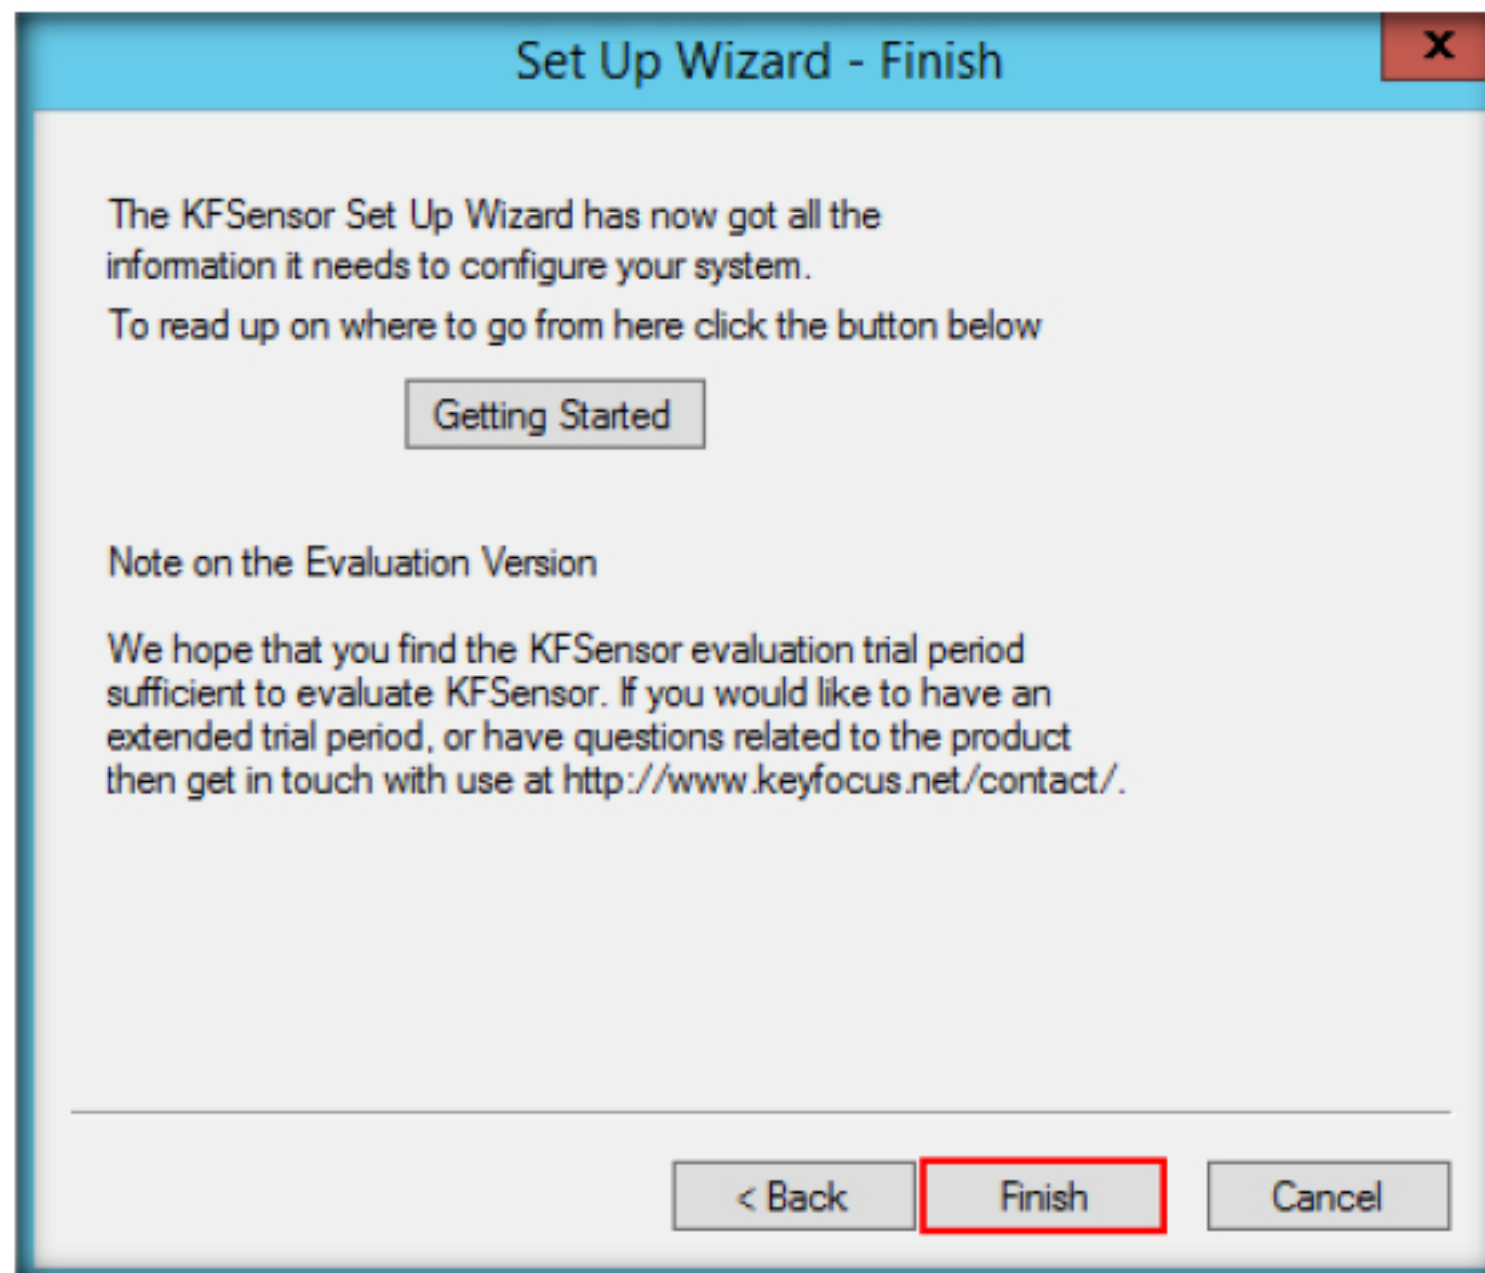 Set Up Wizard - Finish
x
The KFSensor Set Up Wizard has now got all the
information it needs to configure your system.
To read up on where to go from here click the button below
Getting Started
Note on the Evaluation Version
We hope that you find the KFSensor evaluation trial period
sufficient to evaluate KFSensor. If you would like to have an
extended trial period, or have questions related to the product
then get in touch with use at http://www.keyfocus.net/contact/.
< Back
Finish
Cancel